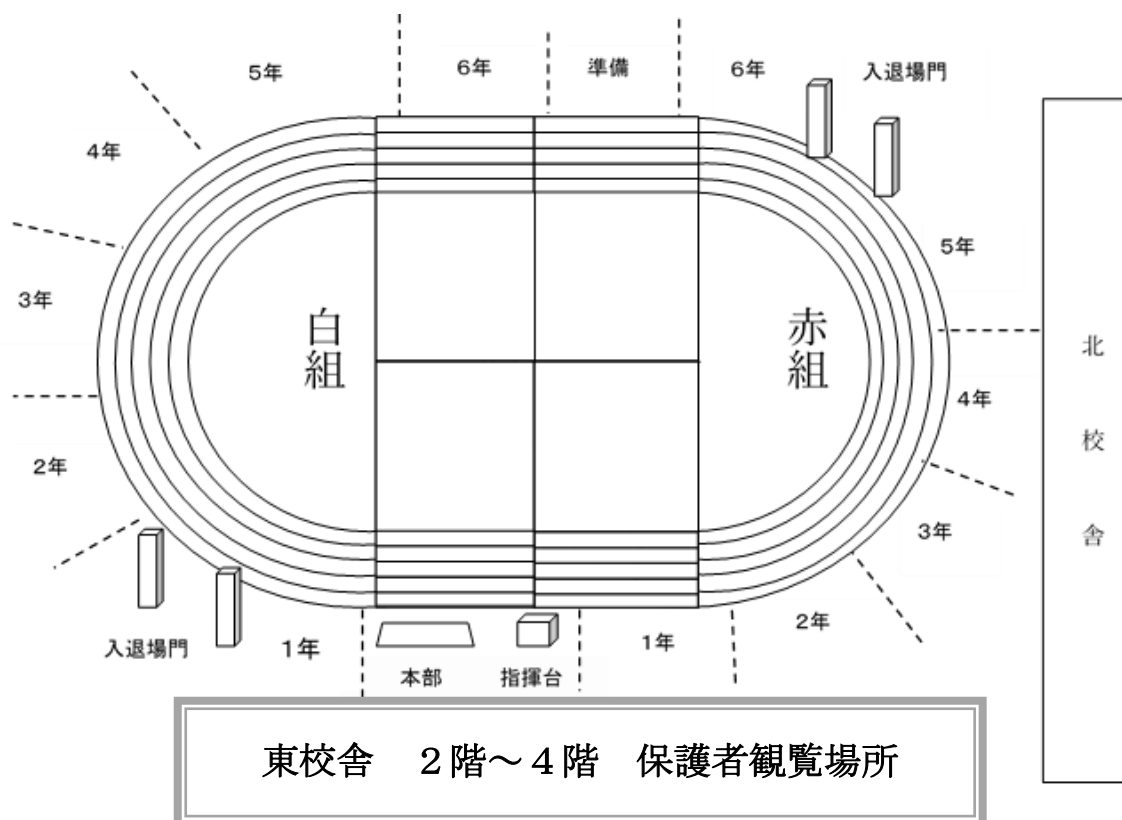 5年
6年
準備
6年
入退場門
4年
5年
3年
白組
赤組
北校舎
4年
2年
3年
2年
入退場門
1年
1年
本部
指揮台
東校舎　２階～４階　保護者観覧場所